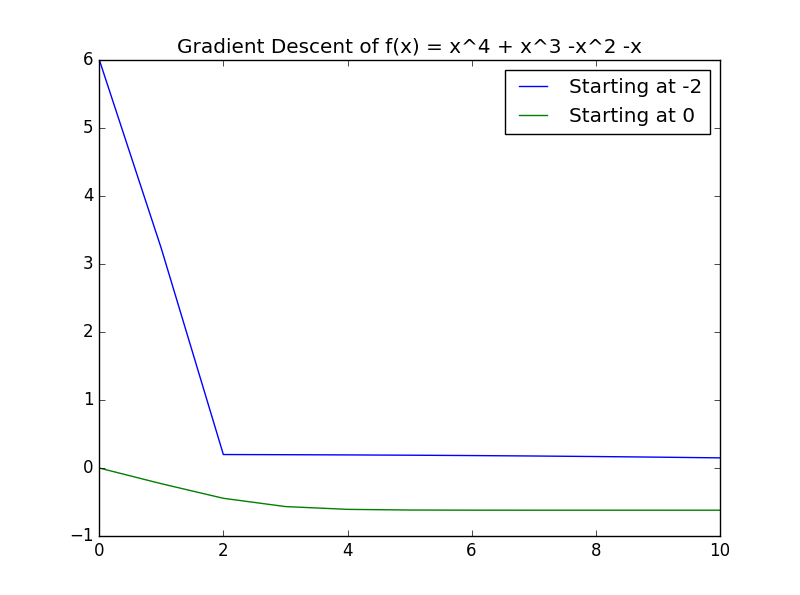 Gradient Descent of f(x) = x^4 + x^3 -x^2 -x
Starting at -2
Starting at 0
6
5
4
3
2
1
0
−1
0 2 4 6 8 10